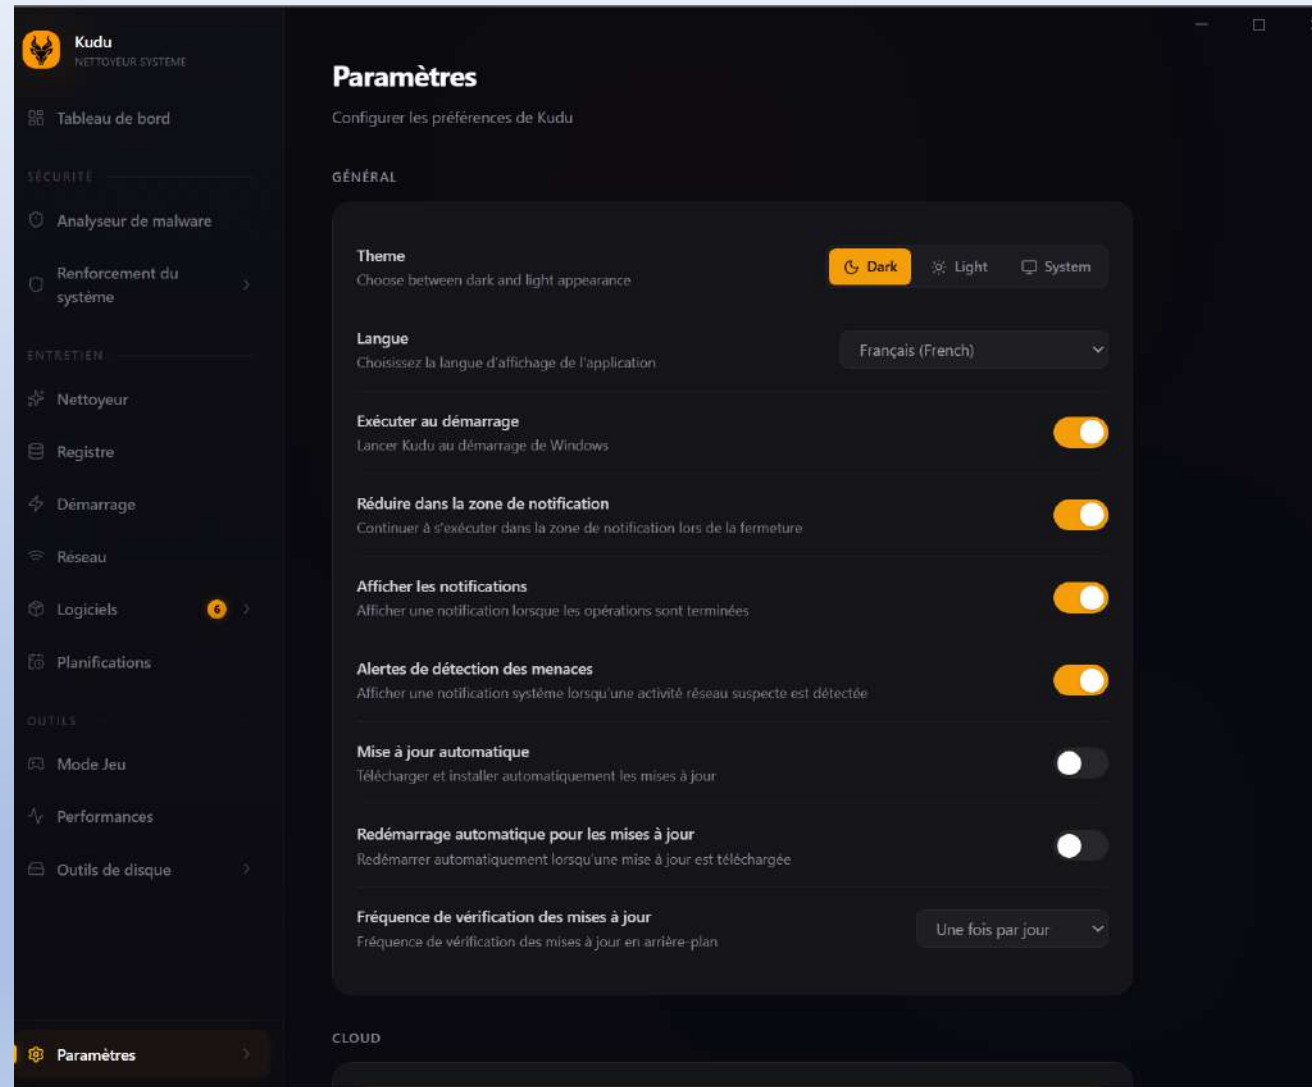 Kudu
NETTOYEUR SYSTEME
Tableau de bord
SÉCURITÉ
Analyseur de malware
Renforcement du
système
ENTRETIEN
Nettoyeur
Registre
Démarrage
Réseau
Logiciels 6
Planifications
OUTILS
Mode Jeu
Performances
Outils de disque
Paramètres
Paramètres
Configurer les préférences de Kudu
GÉNÉRAL
Theme
Choose between dark and light appearance
Dark Light System
Langue
Choisissez la langue d'affichage de l'application
Français (French)
Exécuter au démarrage
Lancer Kudu au démarrage de Windows
Réduire dans la zone de notification
Continuer à s'exécuter dans la zone de notification lors de la fermeture
Afficher les notifications
Afficher une notification lorsque les opérations sont terminées
Alertes de détection des menaces
Afficher une notification système lorsqu'une activité réseau suspecte est détectée
Mise à jour automatique
Télécharger et installer automatiquement les mises à jour
Redémarrage automatique pour les mises à jour
Redémarrer automatiquement lorsqu'une mise à jour est téléchargée
Fréquence de vérification des mises à jour
Fréquence de vérification des mises à jour en arrière-plan
Une fois par jour
CLOUD